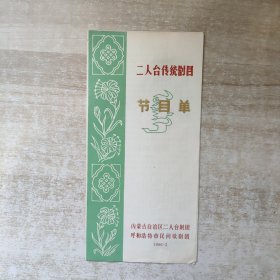 二人台传统剧目
节目单
内蒙古自治区二人台剧团
呼和浩特市民间歌剧团